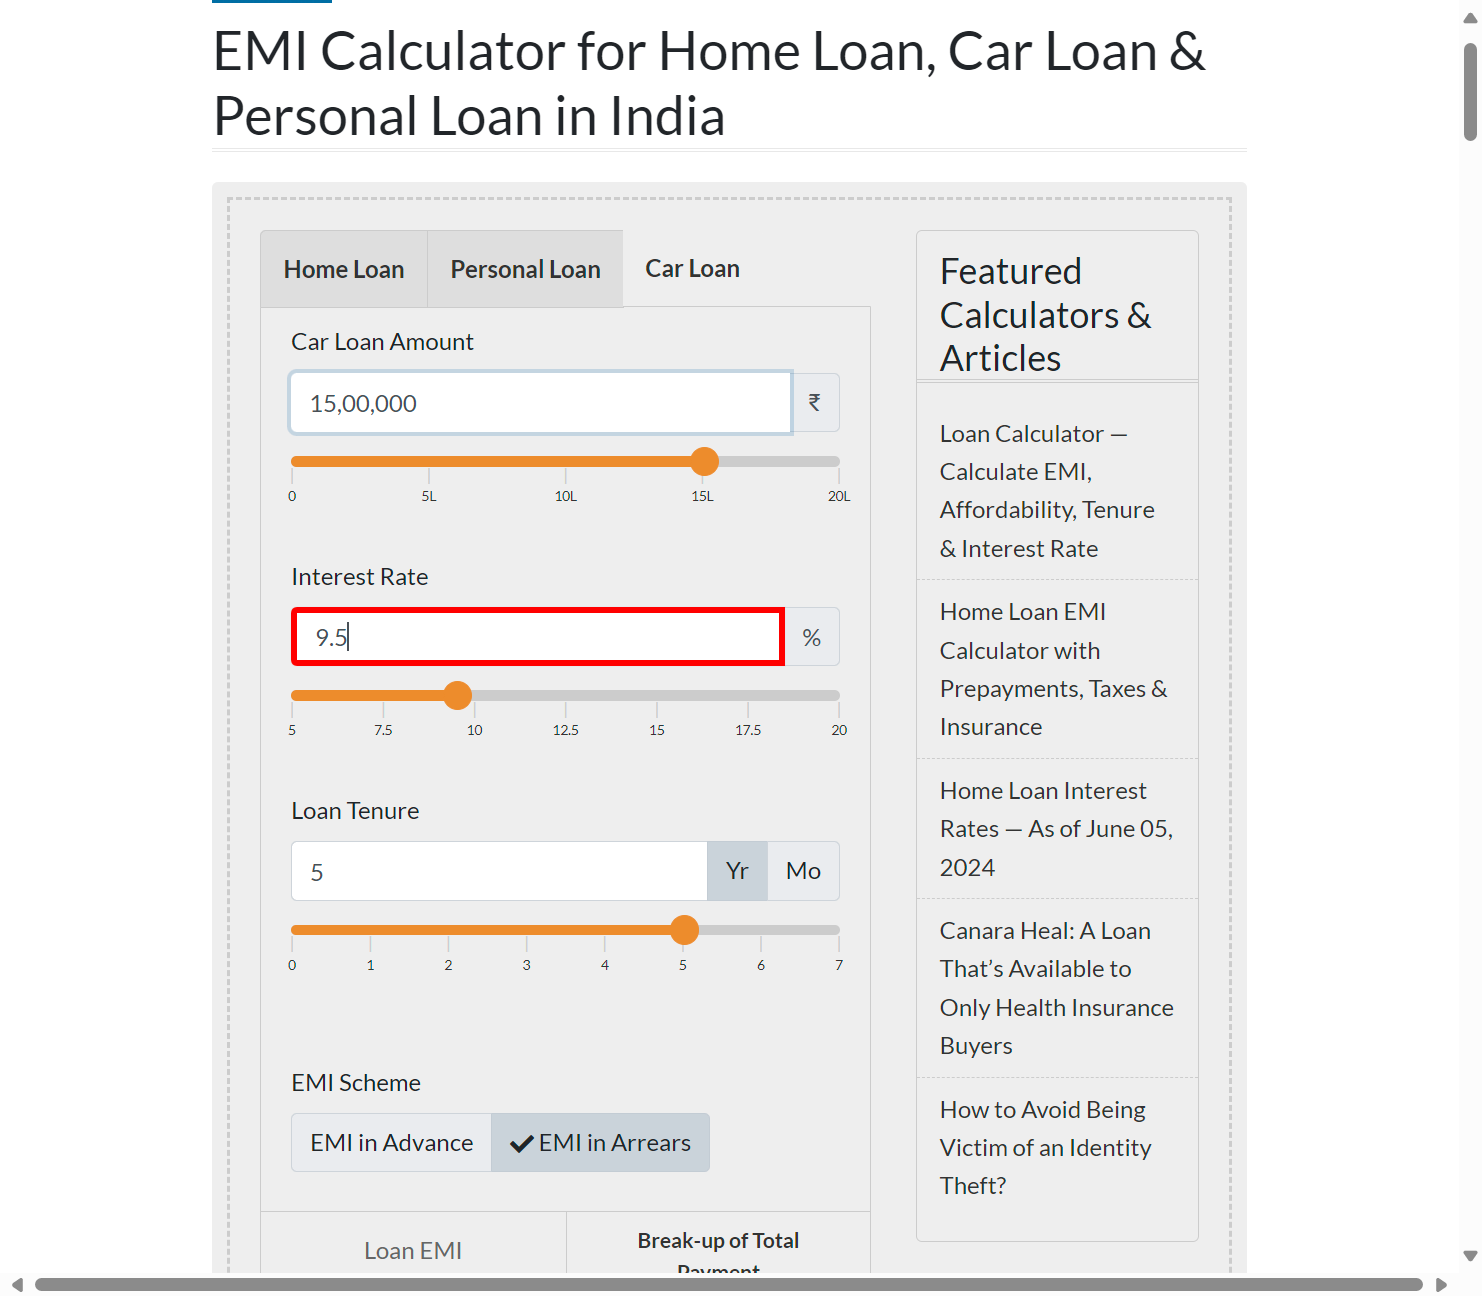 EMI Calculator for Home Loan, Car Loan &
Personal Loan in India
Home Loan
Personal Loan
Car Loan
Car Loan Amount
15,00,000
₹
0
5L
10L
15L
20L
Interest Rate
9.5
%
5
7.5
10
12.5
15
17.5
20
Loan Tenure
5
Yr
Mo
0
1
2
3
4
5
6
7
EMI Scheme
EMI in Advance
EMI in Arrears
Loan EMI
Break-up of Total
Payment
Featured
Calculators &
Articles
Loan Calculator —
Calculate EMI,
Affordability, Tenure
& Interest Rate
Home Loan EMI
Calculator with
Prepayments, Taxes &
Insurance
Home Loan Interest
Rates — As of June 05,
2024
Canara Heal: A Loan
That’s Available to
Only Health Insurance
Buyers
How to Avoid Being
Victim of an Identity
Theft?